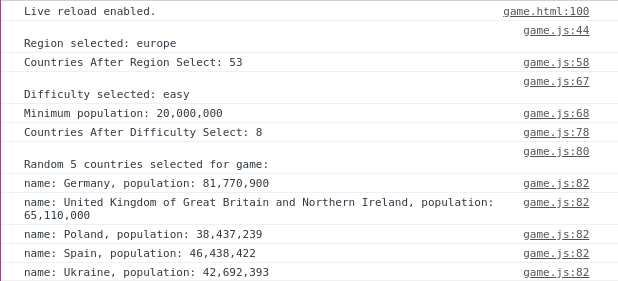 Live reload enabled. game.html:100
game.js:44
Region selected: europe
Countries After Region Select: 53 game.js:58
game.js:67
Difficulty selected: easy
Minimum population: 20,000,000 game.js:68
Countries After Difficulty Select: 8 game.js:78
game.js:80
Random 5 countries selected for game:
name: Germany, population: 81,770,900 game.js:82
name: United Kingdom of Great Britain and Northern Ireland, population: game.js:82
65,110,000
name: Poland, population: 38,437,239 game.js:82
name: Spain, population: 46,438,422 game.js:82
name: Ukraine, population: 42,692,393 game.js:82